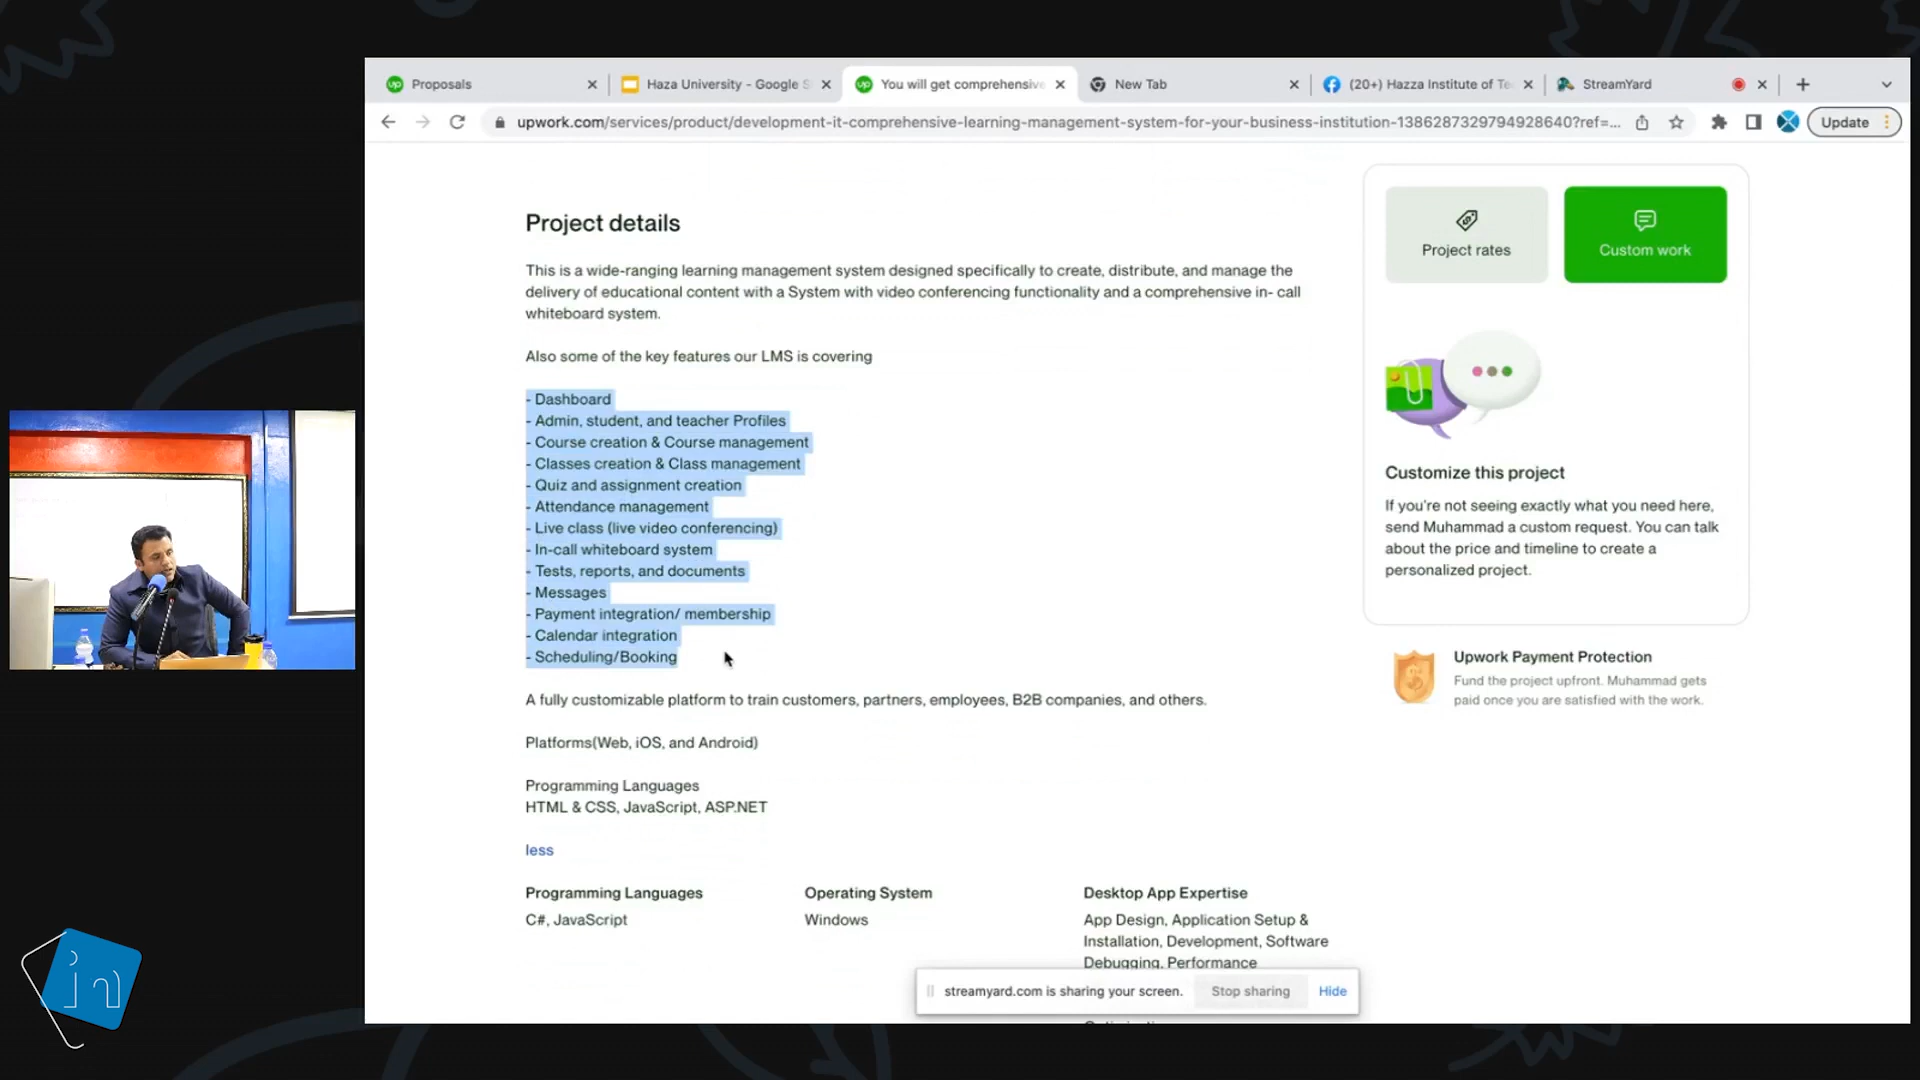 Proposals
Haza University - Google S
You will get comprehensive
New Tab
(20+) Hazza Institute of Te
StreamYard
upwork.com/services/product/development-it-comprehensive-learning-management-system-for-your-business-institution-1386287329794928640?ref=...
Update
Project details
This is a wide-ranging learning management system designed specifically to create, distribute, and manage the
delivery of educational content with a System with video conferencing functionality and a comprehensive in- call
whiteboard system.
Also some of the key features our LMS is covering
- Dashboard
- Admin, student, and teacher Profiles
- Course creation & Course management
- Classes creation & Class management
- Quiz and assignment creation
- Attendance management
- Live class (live video conferencing)
- In-call whiteboard system
- Tests, reports, and documents
- Messages
- Payment integration/ membership
- Calendar integration
- Scheduling/Booking
A fully customizable platform to train customers, partners, employees, B2B companies, and others.
Platforms(Web, iOS, and Android)
Programming Languages
HTML & CSS, JavaScript, ASP.NET
less
Programming Languages
C#, JavaScript
Operating System
Windows
Desktop App Expertise
App Design, Application Setup &
Installation, Development, Software
Debugging, Performance
Project rates
Custom work
Customize this project
If you're not seeing exactly what you need here,
send Muhammad a custom request. You can talk
about the price and timeline to create a
personalized project.
Upwork Payment Protection
Fund the project upfront. Muhammad gets
paid once you are satisfied with the work.
streamyard.com is sharing your screen.
Stop sharing
Hide
in